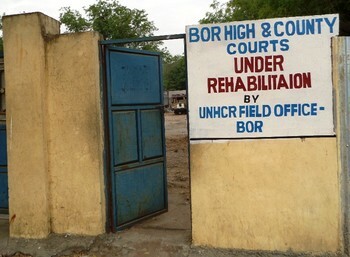 BOR HIGH & COUNTY
COURTS
UNDER
REHABILITAION
BY
UNHCR FIELD OFFICE-
BOR